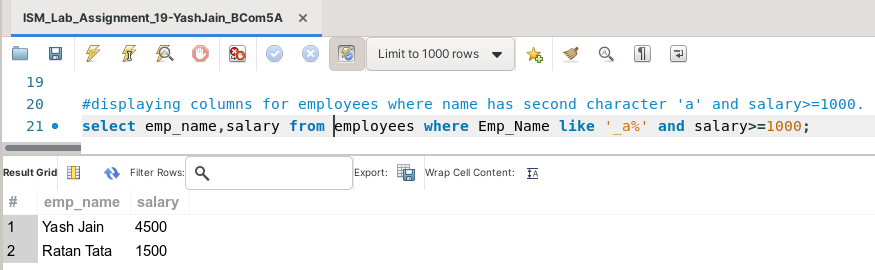 ISM_Lab_Assignment_19-YashJain_BCom5A ×
Limit to 1000 rows
19
20 #displaying columns for employees where name has second character 'a' and salary>=1000.
21 select emp_name,salary from employees where Emp_Name like '_a%' and salary>=1000;
Result Grid Filter Rows: Export: Wrap Cell Content: IA
# emp_name salary
1 Yash Jain 4500
2 Ratan Tata 1500